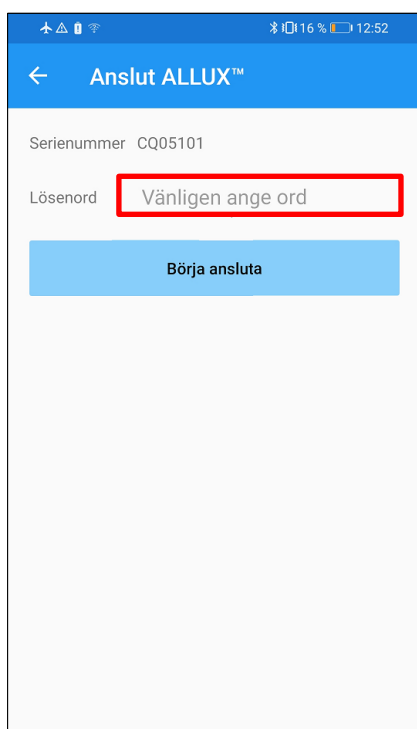 16 % 12:52
Anslut ALLUX™
Serienummer CQ05101
Lösenord Vänligen ange ord
Börja ansluta